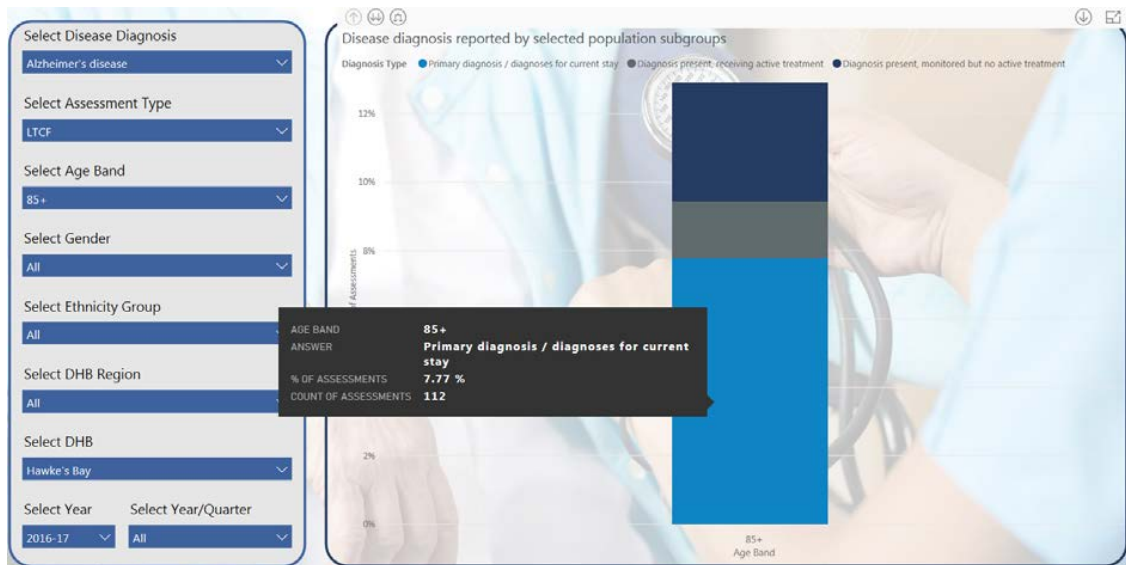 Select Disease Diagnosis
Alzheimer's disease
Select Assessment Type
LTCF
Select Age Band
85+
Select Gender
All
Select Ethnicity Group
All
Select DHB Region
All
Select DHB
Hawke's Bay
Select Year Select Year/Quarter
2016-17 All
Disease diagnosis reported by selected population subgroups
Diagnosis Type Primary diagnosis / diagnoses for current stay Diagnosis present, receiving active treatment Diagnosis present, monitored but no active treatment
12%
10%
8%
of Assessments
AGE BAND 85+
ANSWER Primary diagnosis / diagnoses for current
stay
% OF ASSESSMENTS 7.77 %
COUNT OF ASSESSMENTS 112
2%
0%
85+
Age Band